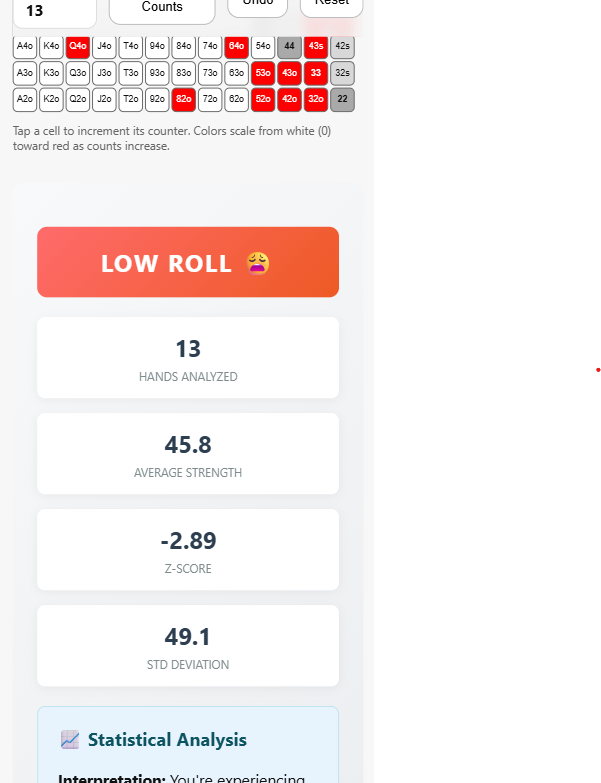 13
Counts
Undo
Reset
A4o K4o Q4o J4o T4o 94o 84o 74o 64o 54o 44 43s 42s
A3o K3o Q3o J3o T3o 93o 83o 73o 63o 53o 43o 33 32s
A2o K2o Q2o J2o T2o 92o 82o 72o 62o 52o 42o 32o 22
Tap a cell to increment its counter. Colors scale from white (0)
toward red as counts increase.
LOW ROLL 😩
13
HANDS ANALYZED
45.8
AVERAGE STRENGTH
-2.89
Z-SCORE
49.1
STD DEVIATION
📈 Statistical Analysis
Interpretation: You're experiencing